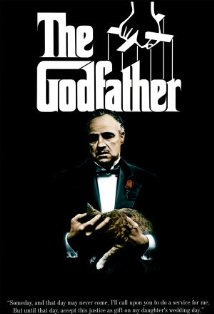 The
Godfather
"Someday, and that day may never come, I'll call upon you to do a service for me.
But until that day, accept this justice as gift on my daughter's wedding day."